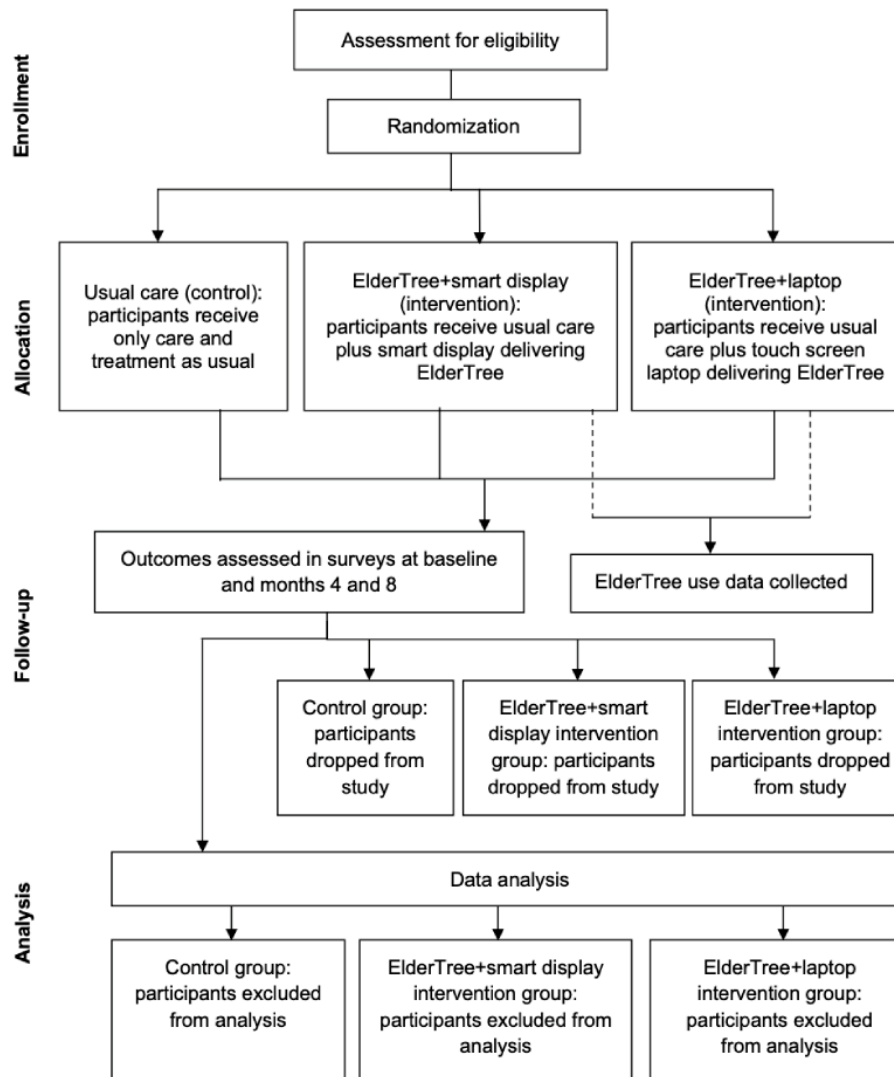 Enrollment
Assessment for eligibility
Randomization
Allocation
Usual care (control):
participants receive
only care and
treatment as usual
ElderTree+smart display
(intervention):
participants receive usual care
plus smart display delivering
ElderTree
ElderTree+laptop
(intervention):
participants receive usual
care plus touch screen
laptop delivering ElderTree
Follow-up
Outcomes assessed in surveys at baseline
and months 4 and 8
ElderTree use data collected
Control group:
participants
dropped from
study
ElderTree+smart
display intervention
group: participants
dropped from study
ElderTree+laptop
intervention group:
participants dropped
from study
Analysis
Data analysis
Control group:
participants excluded
from analysis
ElderTree+smart display
intervention group:
participants excluded from
analysis
ElderTree+laptop
intervention group:
participants excluded
from analysis